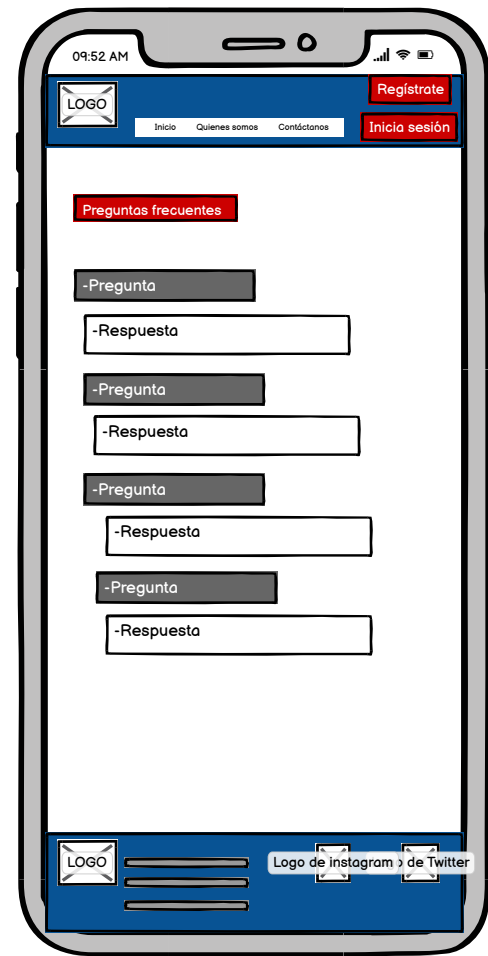 09:52 AM
LOGO
Regístrate
Inicio Quienes somos Contáctanos
Inicia sesión
Preguntas frecuentes
-Pregunta
-Respuesta
-Pregunta
-Respuesta
-Pregunta
-Respuesta
-Pregunta
-Respuesta
LOGO
Logo de instagram de Twitter